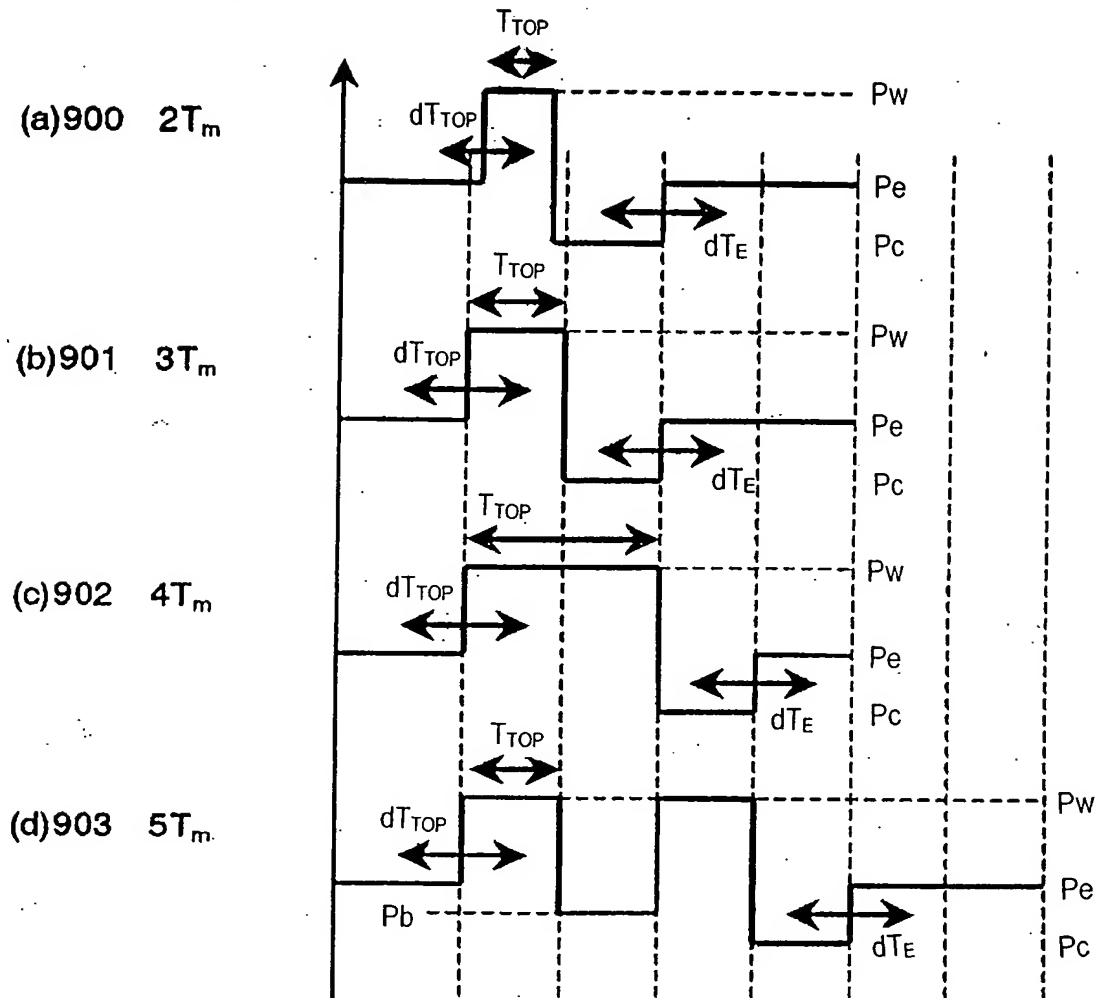 TTOP
(a)900 2Tm
dTTOP
Pw
Pe
dTE
Pc
TTOP
(b)901 3Tm
dTTOP
Pw
Pe
dTE
Pc
TTOP
(c)902 4Tm
dTTOP
Pw
Pe
dTE
Pc
TTOP
(d)903 5Tm
dTTOP
Pw
Pe
Pb
dTE
Pc